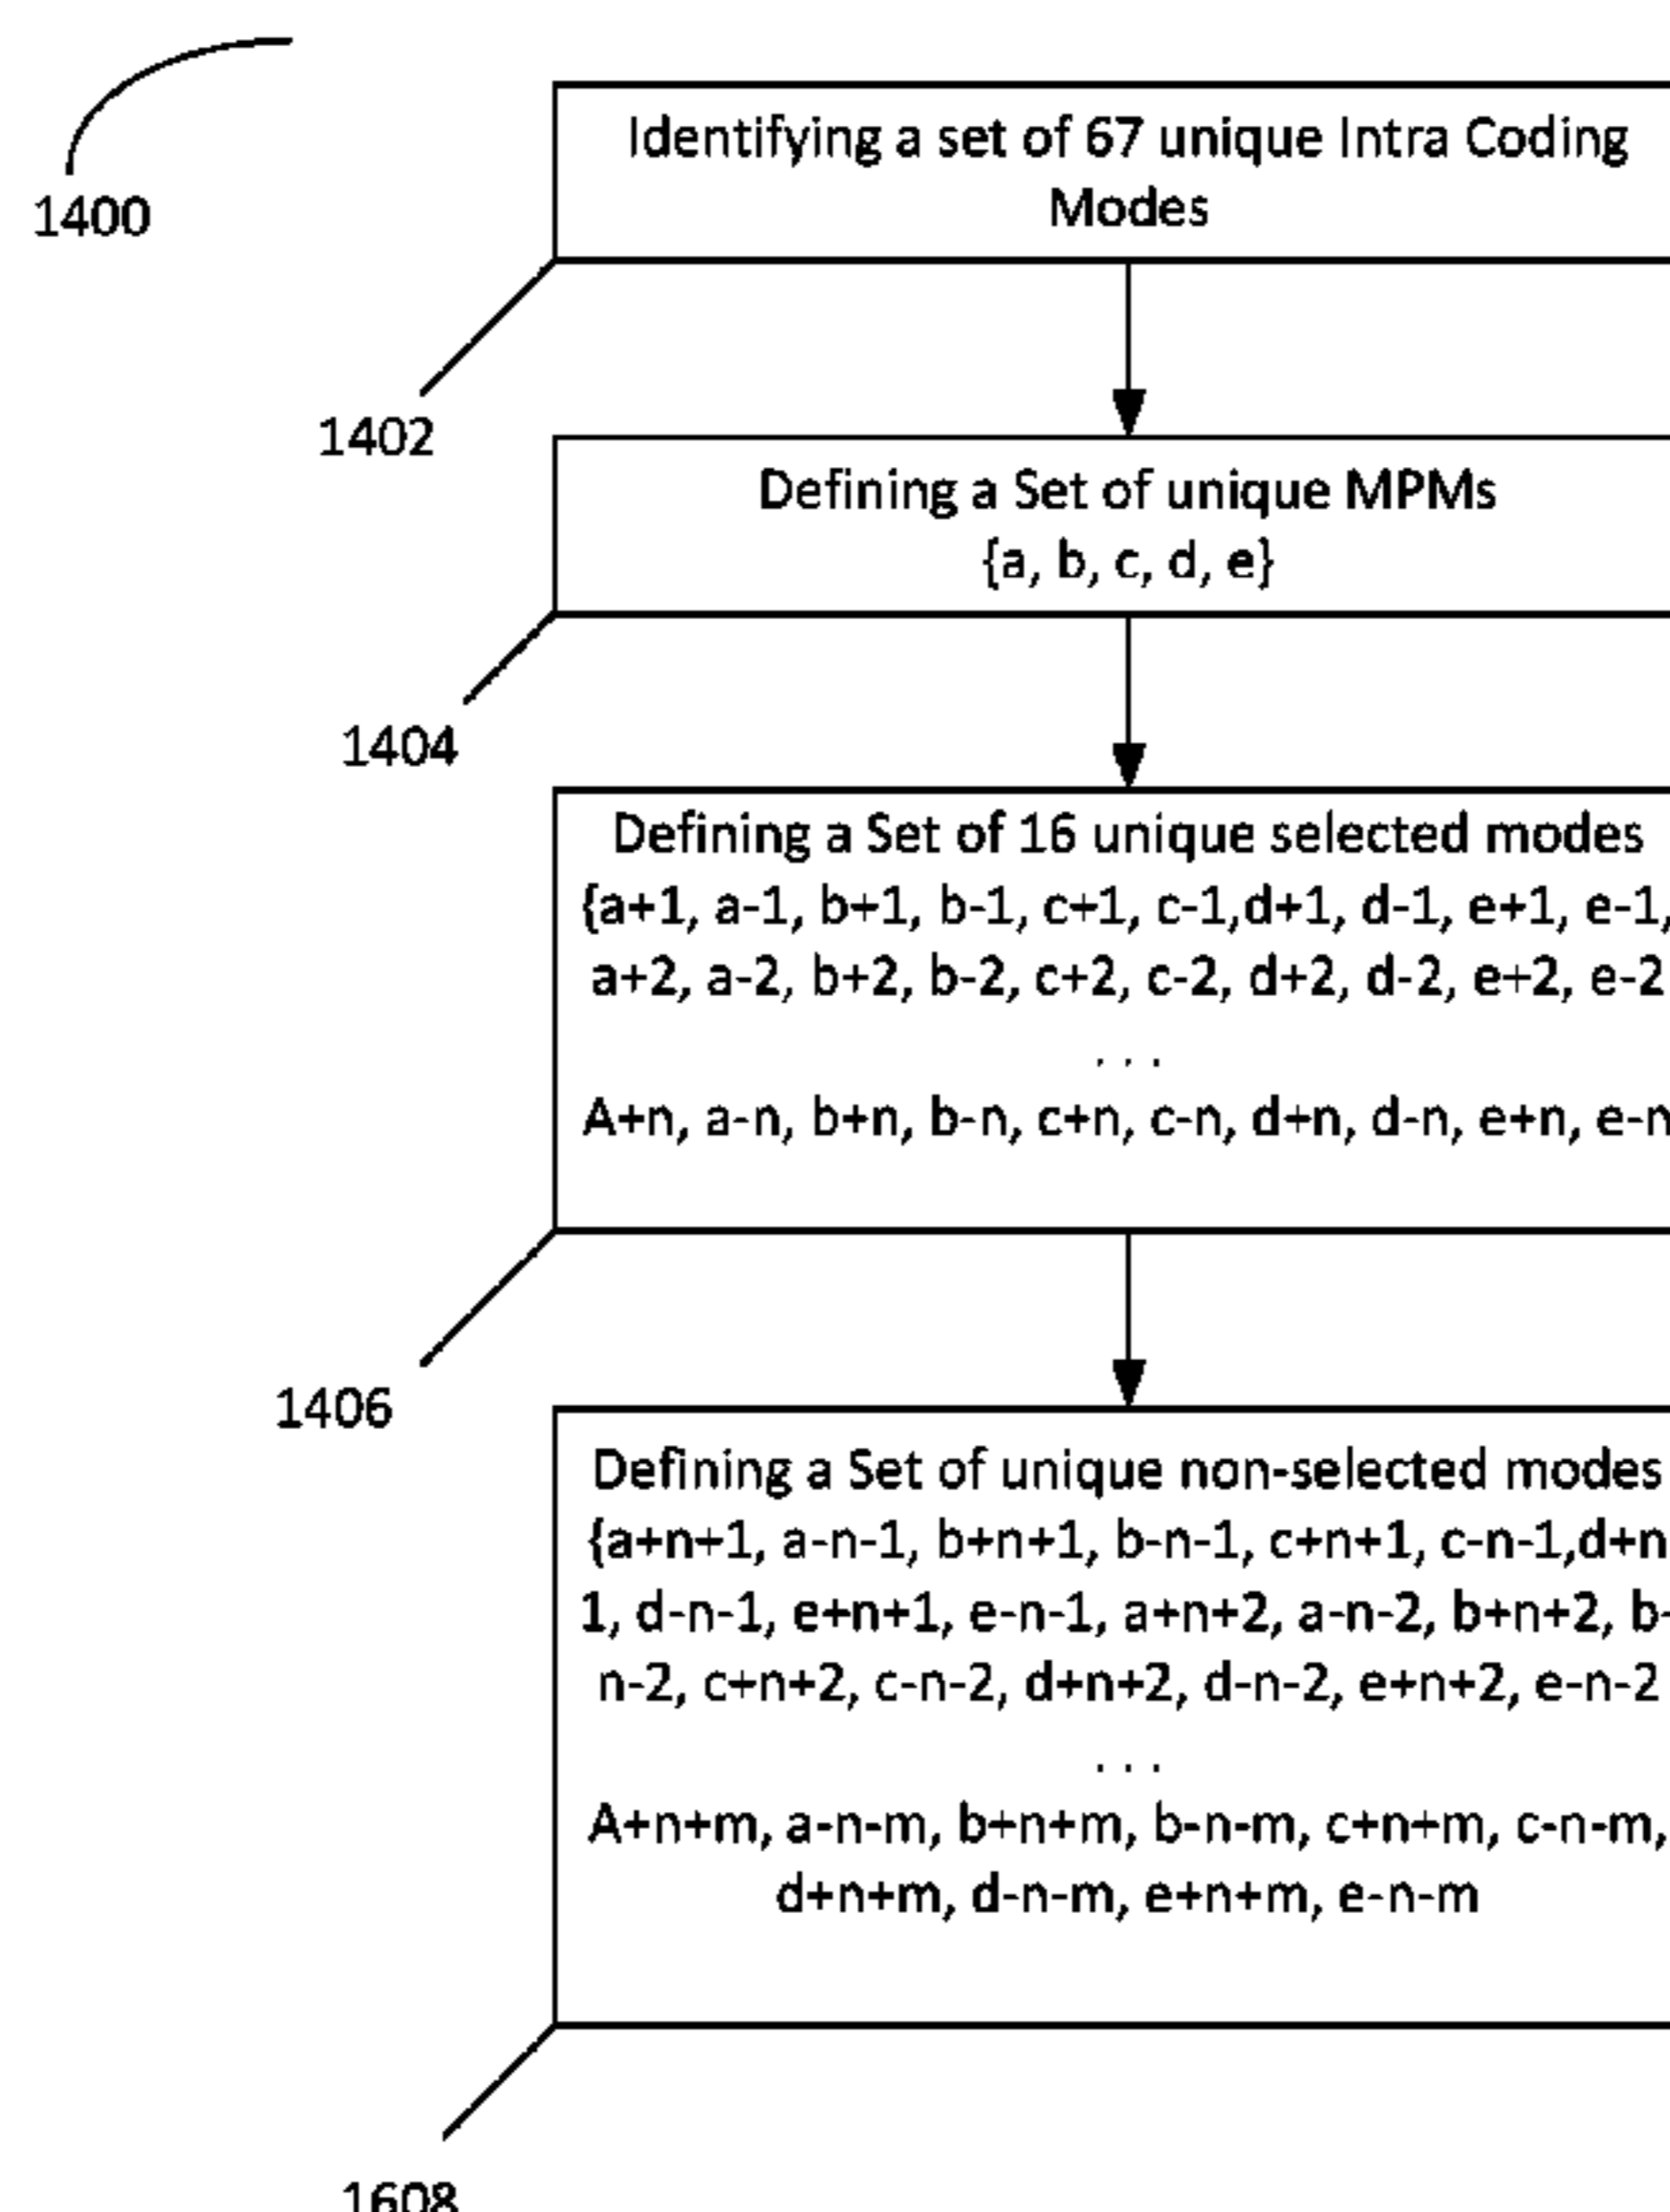 1400
Identifying a set of 67 unique Intra Coding
Modes
1402
Defining a Set of unique MPMs
{a, b, c, d, e}
1404
Defining a Set of 16 unique selected modes
{a+1, a-1, b+1, b-1, c+1, c-1,d+1, d-1, e+1, e-1,
a+2, a-2, b+2, b-2, c+2, c-2, d+2, d-2, e+2, e-2
. . .
A+n, a-n, b+n, b-n, c+n, c-n, d+n, d-n, e+n, e-n
1406
Defining a Set of unique non-selected modes
{a+n+1, a-n-1, b+n+1, b-n-1, c+n+1, c-n-1,d+n
1, d-n-1, e+n+1, e-n-1, a+n+2, a-n-2, b+n+2, b-
n-2, c+n+2, c-n-2, d+n+2, d-n-2, e+n+2, e-n-2
. . .
A+n+m, a-n-m, b+n+m, b-n-m, c+n+m, c-n-m,
d+n+m, d-n-m, e+n+m, e-n-m
1608